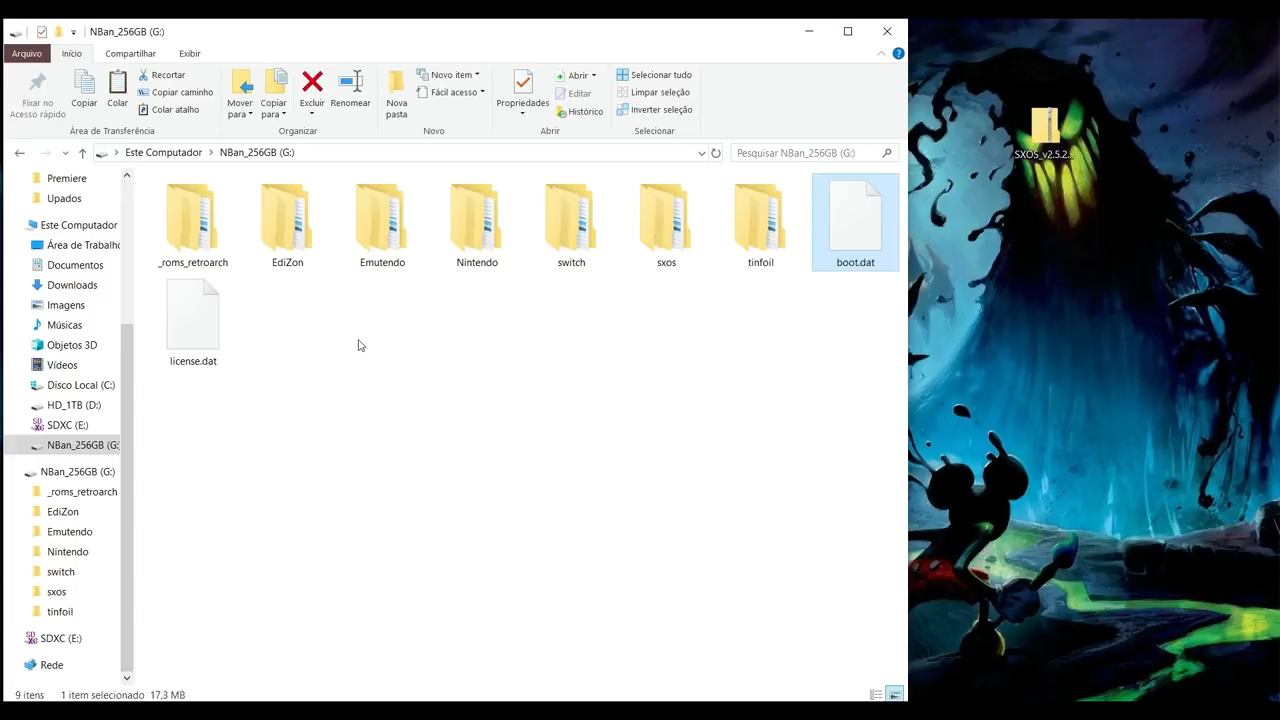 NBan_256GB (G:)
Arquivo Início Compartilhar Exibir
Fixar no
Acesso rápido
Copiar
Colar
Recortar
Copiar caminho
Colar atalho
Área de Transferência
Mover
para
Copiar
para
Excluir
Renomear
Organizar
Nova
pasta
Novo item
Fácil acesso
Novo
Propriedades
Abrir
Editar
Histórico
Abrir
Selecionar tudo
Limpar seleção
Inverter seleção
Selecionar
Este Computador > NBan_256GB (G:)
Pesquisar NBan_256GB (G:)
Premiere
Upados
Este Computador
Área de Trabalho
Documentos
Downloads
Imagens
Músicas
Objetos 3D
Vídeos
Disco Local (C:)
HD_1TB (D:)
SDXC (E:)
NBan_256GB (G:
NBan_256GB (G:)
_roms_retroarch
EdiZon
Emutendo
Nintendo
switch
sxos
tinfoil
SDXC (E:)
Rede
_roms_retroarch
EdiZon
Emutendo
Nintendo
switch
sxos
tinfoil
boot.dat
license.dat
9 itens 1 item selecionado 17,3 MB
SXOS_v2.5.2...